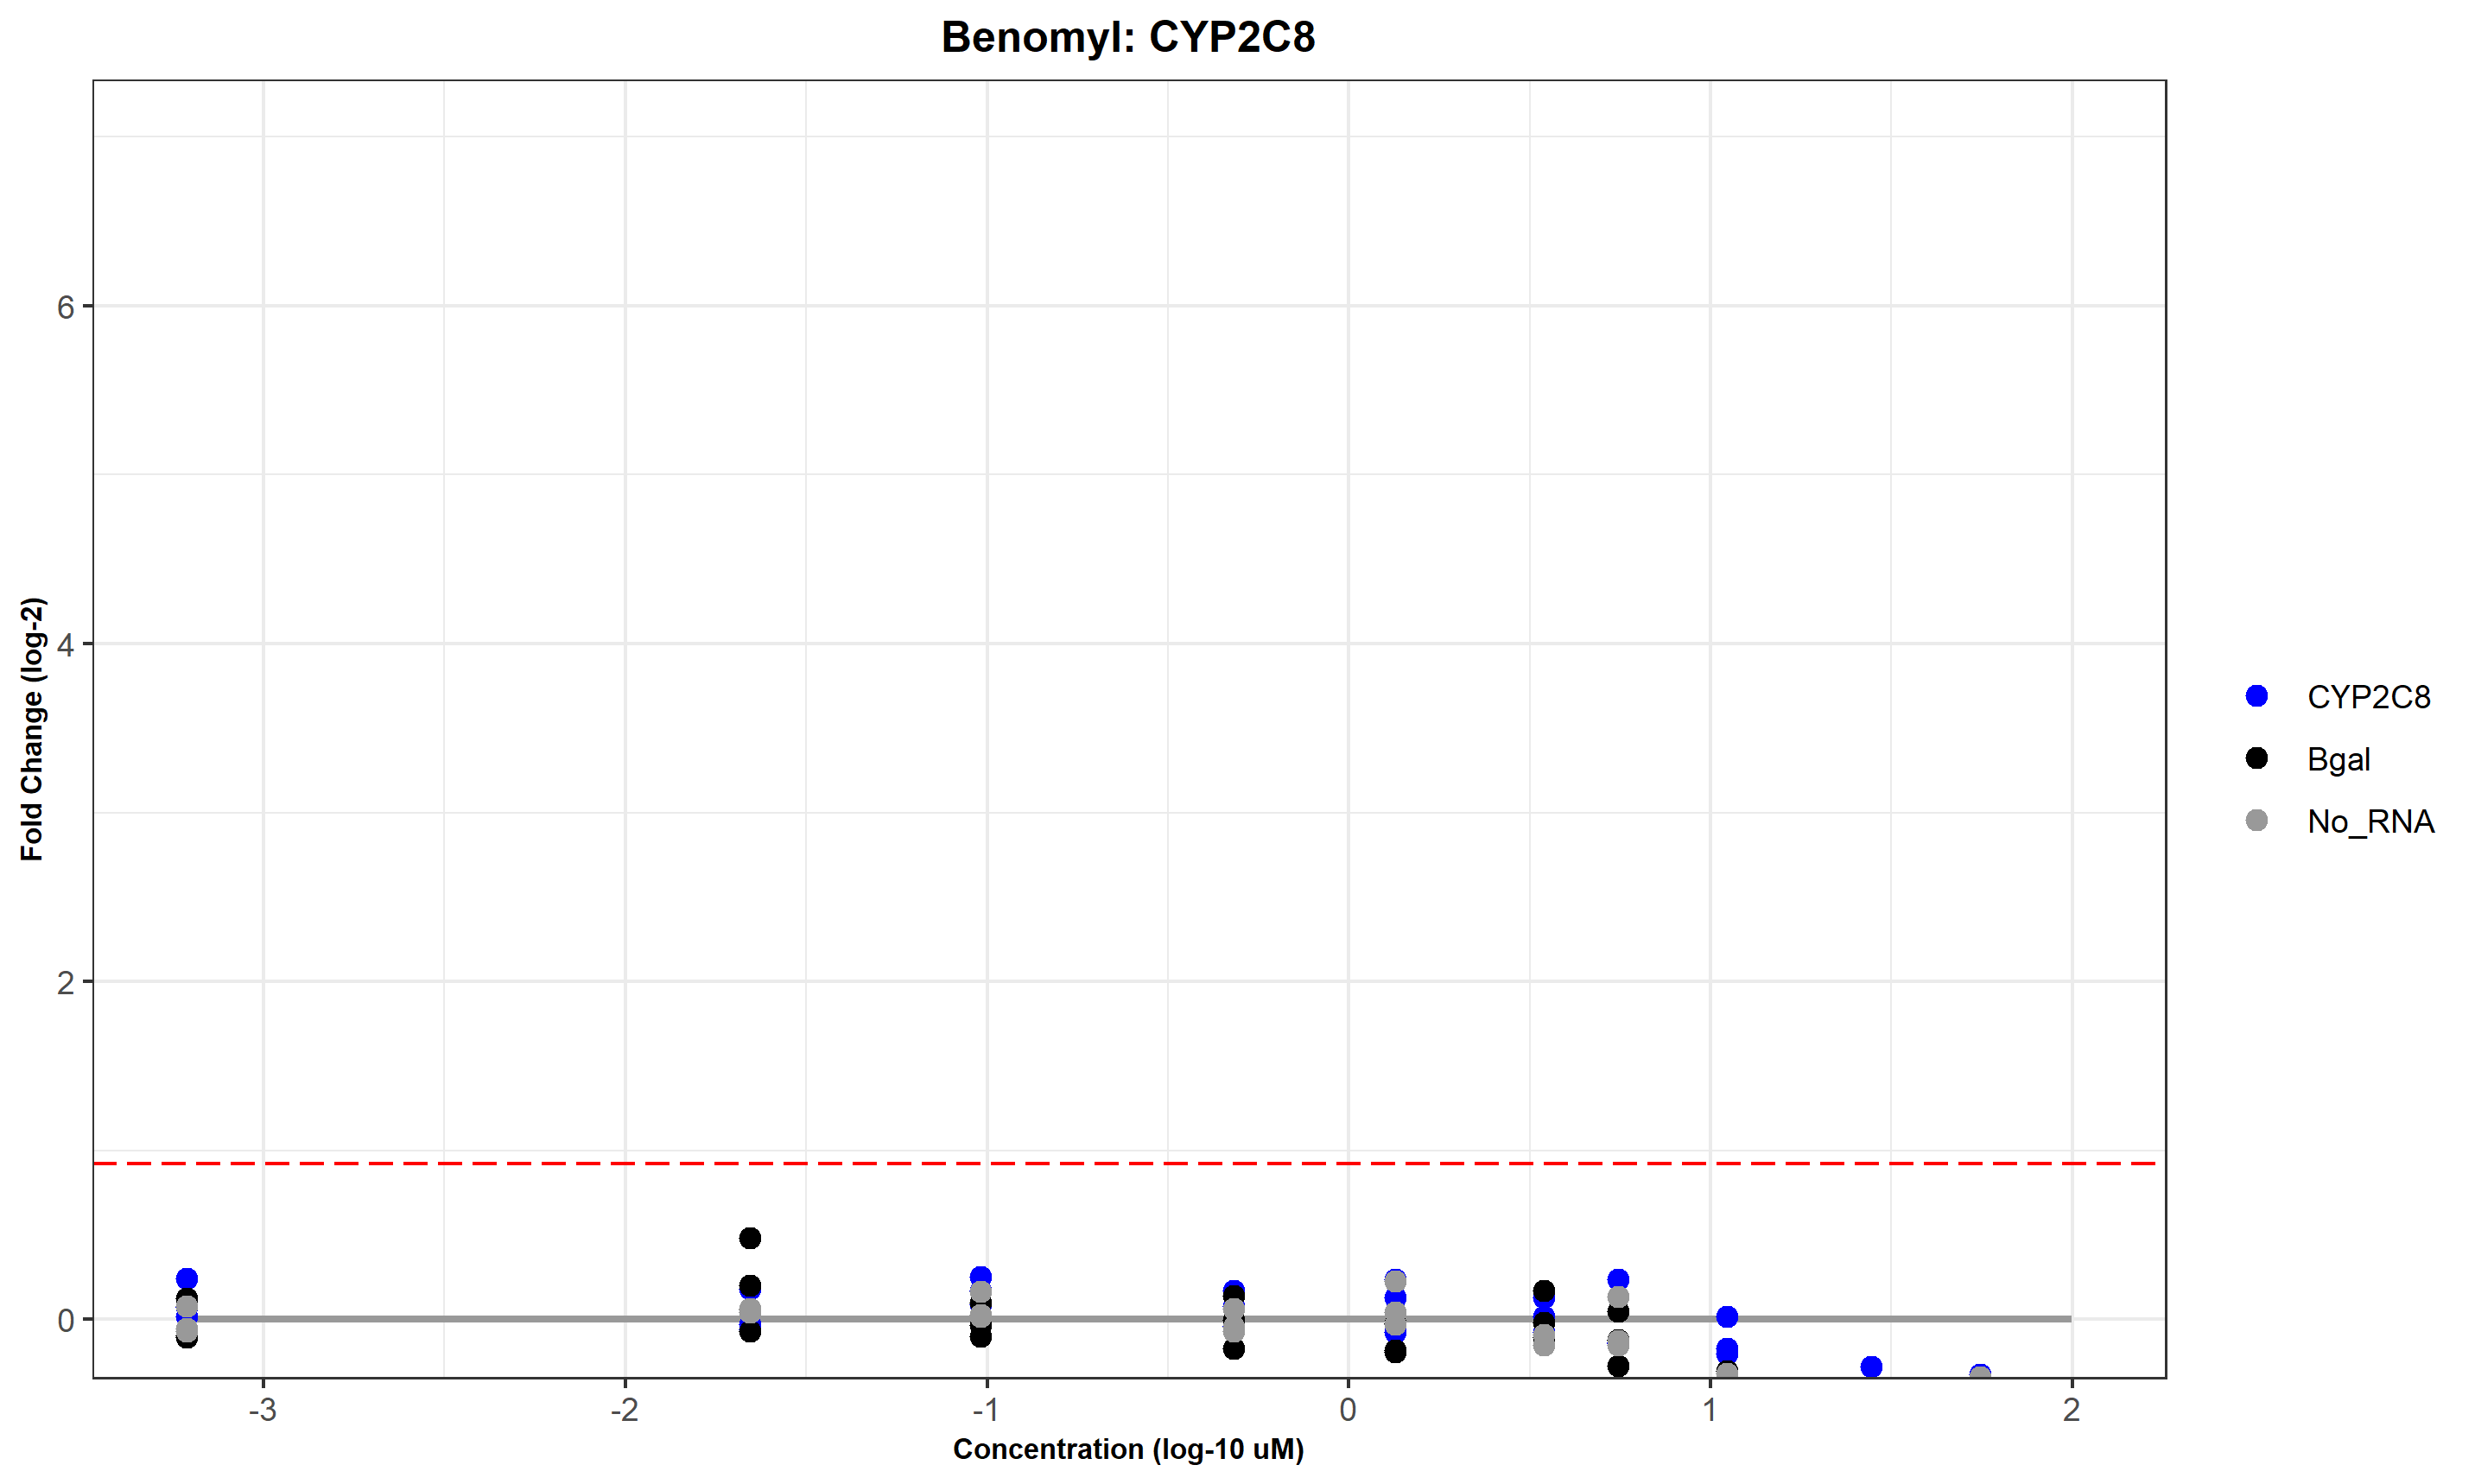 Benomyl: CYP2C8
Fold Change (log-2)
6
4
2
0
-3
-2
-1
0
1
2
Concentration (log-10 uM)
CYP2C8
Bgal
No_RNA